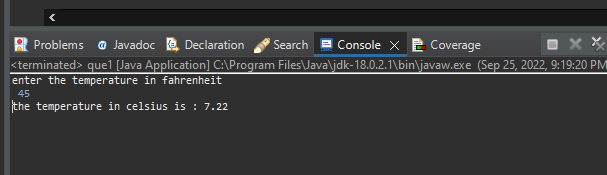 Problems @ Javadoc Declaration Search Console Coverage
<terminated> que1 [Java Application] C:\Program Files\Java\jdk-18.0.2.1\bin\javaw.exe (Sep 25, 2022, 9:19:20 PM
enter the temperature in fahrenheit
45
the temperature in celsius is : 7.22